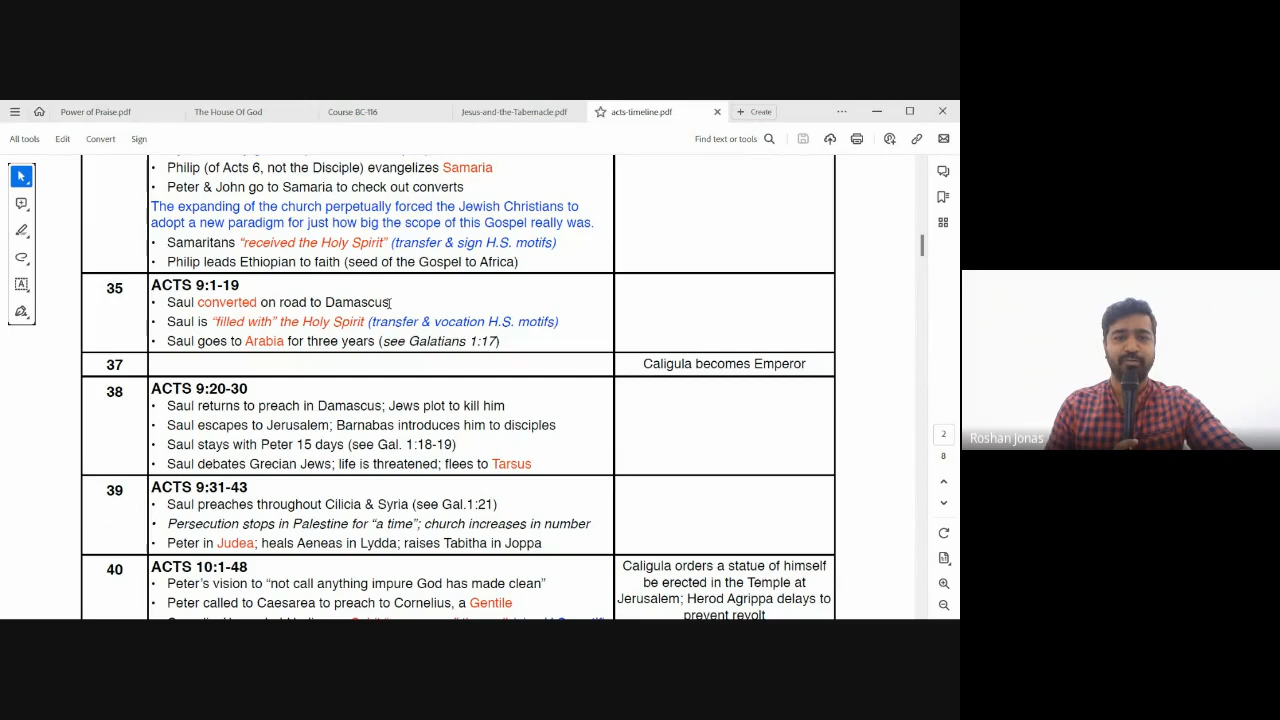 Power of Praise.pdf
The House Of God
Course BC-116
Jesus-and-the-Tabernacle.pdf
acts-timeline.pdf
Create
All tools
Edit
Convert
Sign
Find text or tools
• Philip (of Acts 6, not the Disciple) evangelizes Samaria
• Peter & John go to Samaria to check out converts
The expanding of the church perpetually forced the Jewish Christians to
adopt a new paradigm for just how big the scope of this Gospel really was.
• Samaritans “received the Holy Spirit” (transfer & sign H.S. motifs)
• Philip leads Ethiopian to faith (seed of the Gospel to Africa)
35
ACTS 9:1-19
• Saul converted on road to Damascus
• Saul is “filled with” the Holy Spirit (transfer & vocation H.S. motifs)
• Saul goes to Arabia for three years (see Galatians 1:17)
37
Caligula becomes Emperor
38
ACTS 9:20-30
• Saul returns to preach in Damascus; Jews plot to kill him
• Saul escapes to Jerusalem; Barnabas introduces him to disciples
• Saul stays with Peter 15 days (see Gal. 1:18-19)
• Saul debates Grecian Jews; life is threatened; flees to Tarsus
39
ACTS 9:31-43
• Saul preaches throughout Cilicia & Syria (see Gal.1:21)
• Persecution stops in Palestine for “a time”; church increases in number
• Peter in Judea; heals Aeneas in Lydda; raises Tabitha in Joppa
40
ACTS 10:1-48
• Peter’s vision to “not call anything impure God has made clean”
• Peter called to Caesarea to preach to Cornelius, a Gentile
Caligula orders a statue of himself
be erected in the Temple at
Jerusalem; Herod Agrippa delays to
prevent revolt
2
8
Roshan Jonas